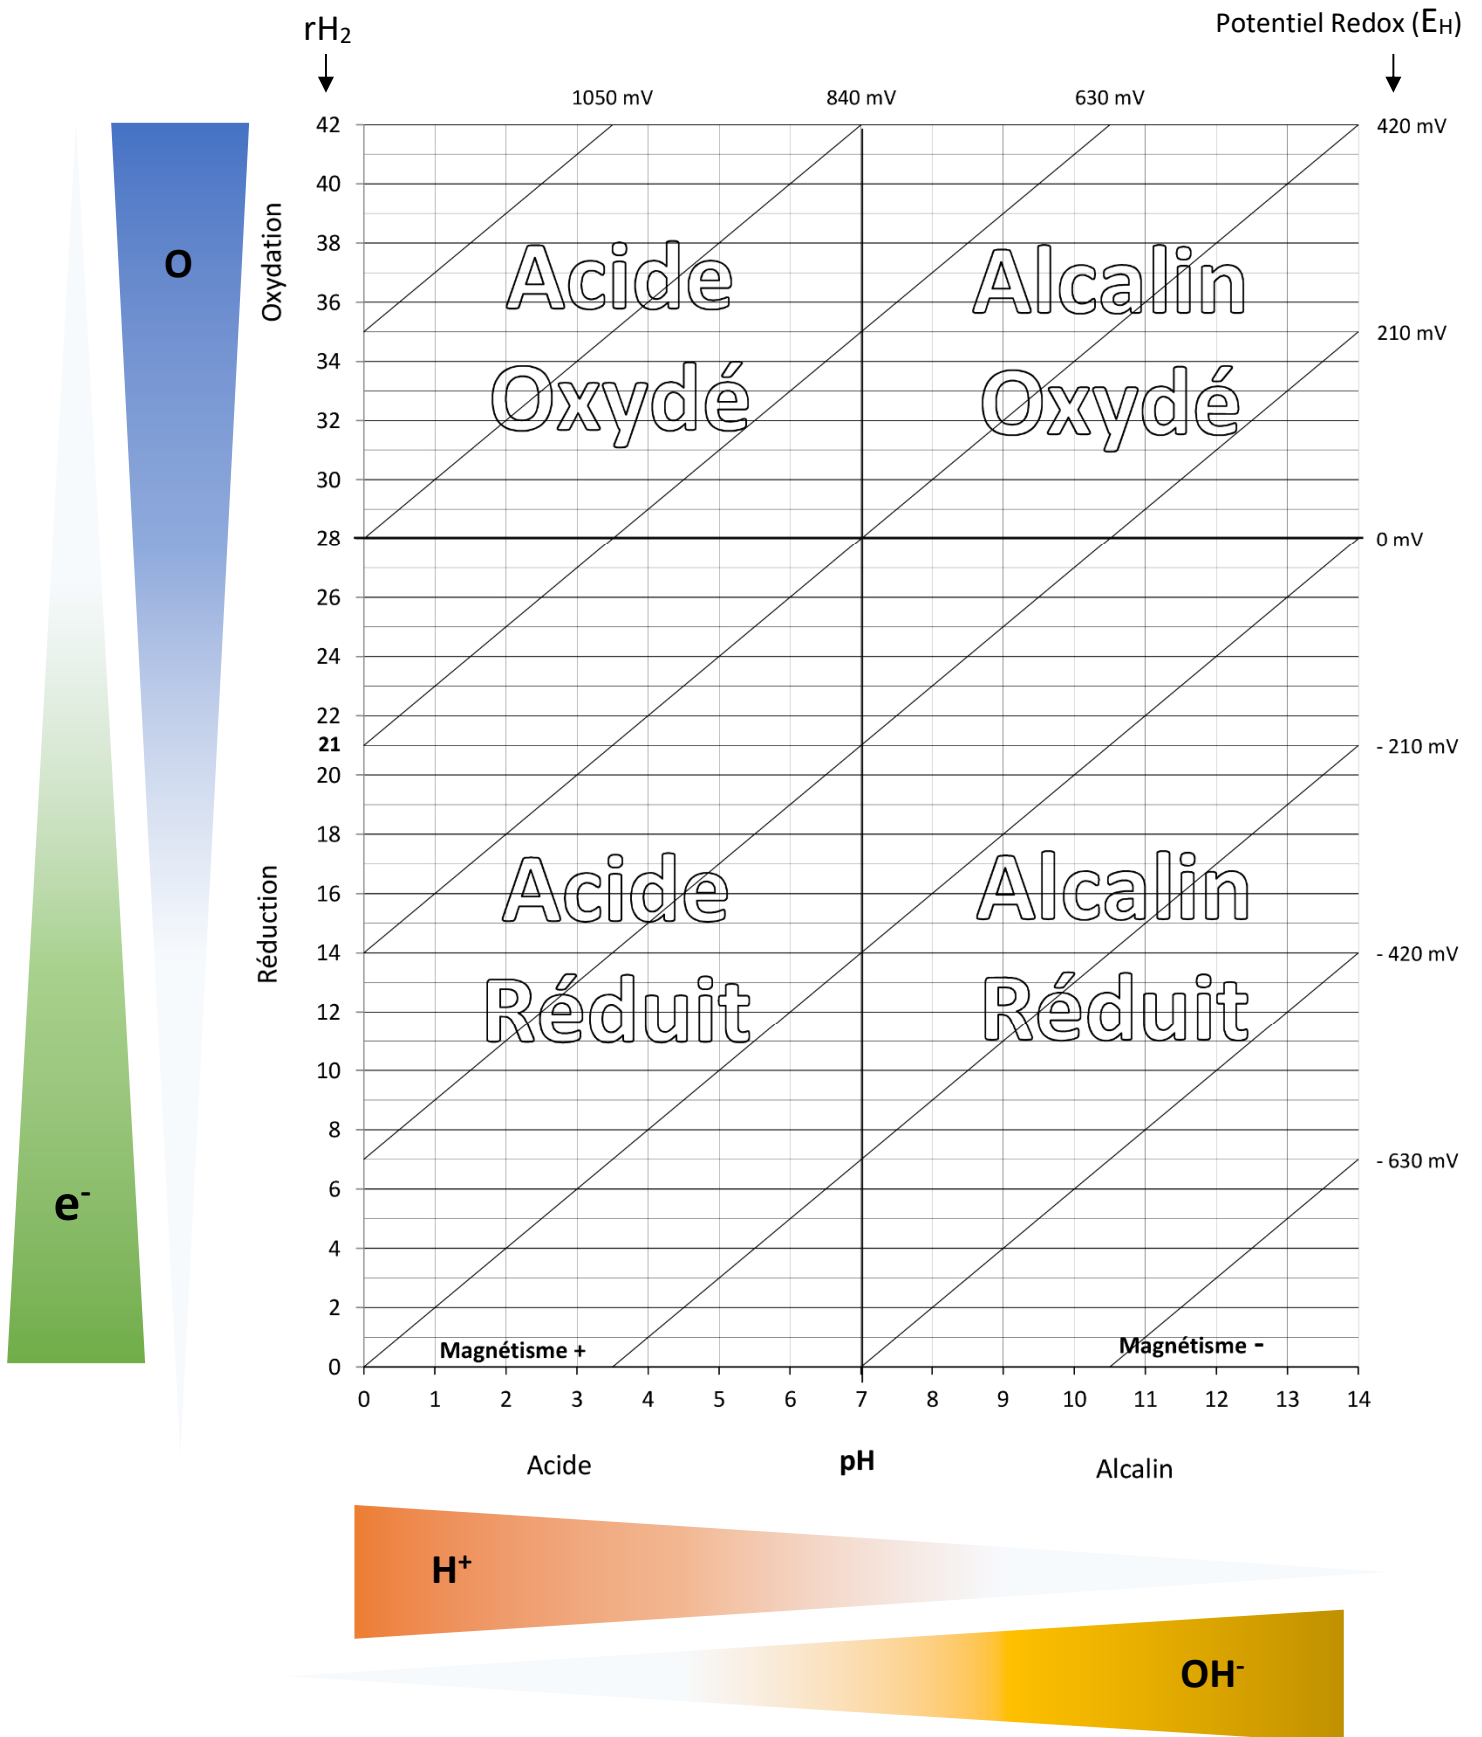 rH₂
Potentiel Redox (EH)
1050 mV
840 mV
630 mV
42
420 mV
40
38
36
34
210 mV
32
30
28
0 mV
26
24
22
21
- 210 mV
20
18
16
14
- 420 mV
12
10
8
- 630 mV
6
4
2
0
O
Oxydation
Réduction
e⁻
Acide
Oxydé
Alcalin
Oxydé
Acide
Réduit
Alcalin
Réduit
Magnétisme +
Magnétisme -
0 1 2 3 4 5 6 7 8 9 10 11 12 13 14
Acide
pH
Alcalin
H⁺
OH⁻